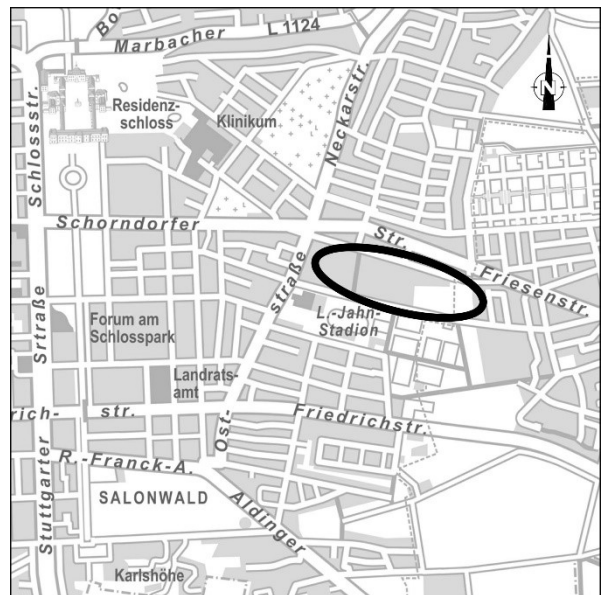 Bo
Marbacher L 1124
Schlossstr.
Residenz-
schloss
Klinikum
Neckarstr.
N
Schorndorfer
Str.
Friesenstr.
Srtraße
straße
Forum am
Schlosspark
L.-Jahn-
Stadion
Landrats-
amt
rich- str.
Friedrichstr.
Ost-
R.-Franck-A.
Stuttgarter
SALONWALD
Aldinger
Karlshöhe